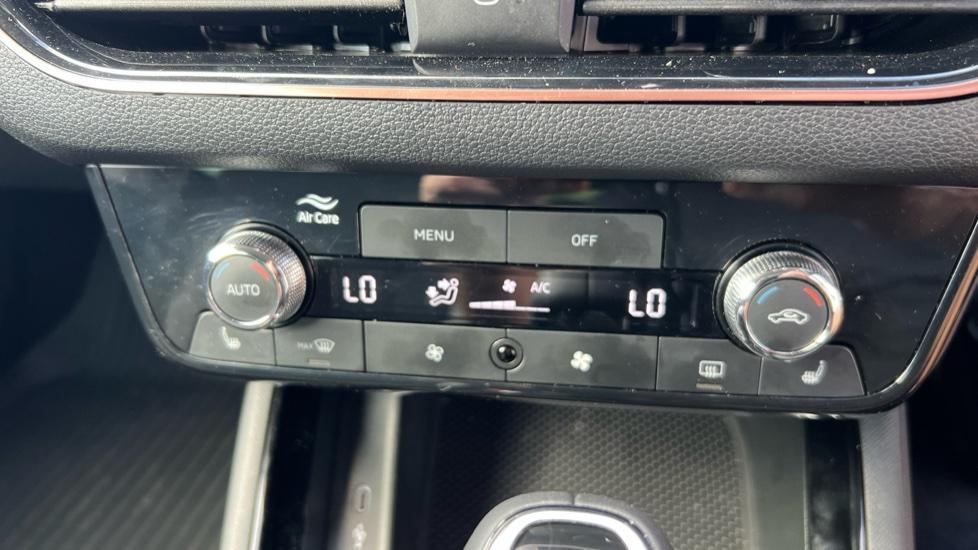 Air Care
MENU OFF
AUTO LO A/C LO
MAX